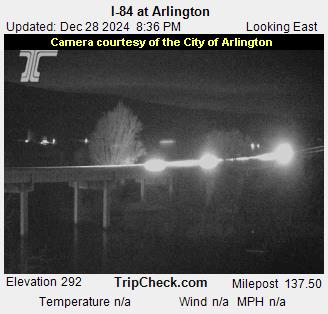 I-84 at Arlington
Updated: Dec 28 2024 8:36 PM Looking East
Camera courtesy of the City of Arlington
Elevation 292 TripCheck.com Milepost 137.50
Temperature n/a Wind n/a MPH n/a